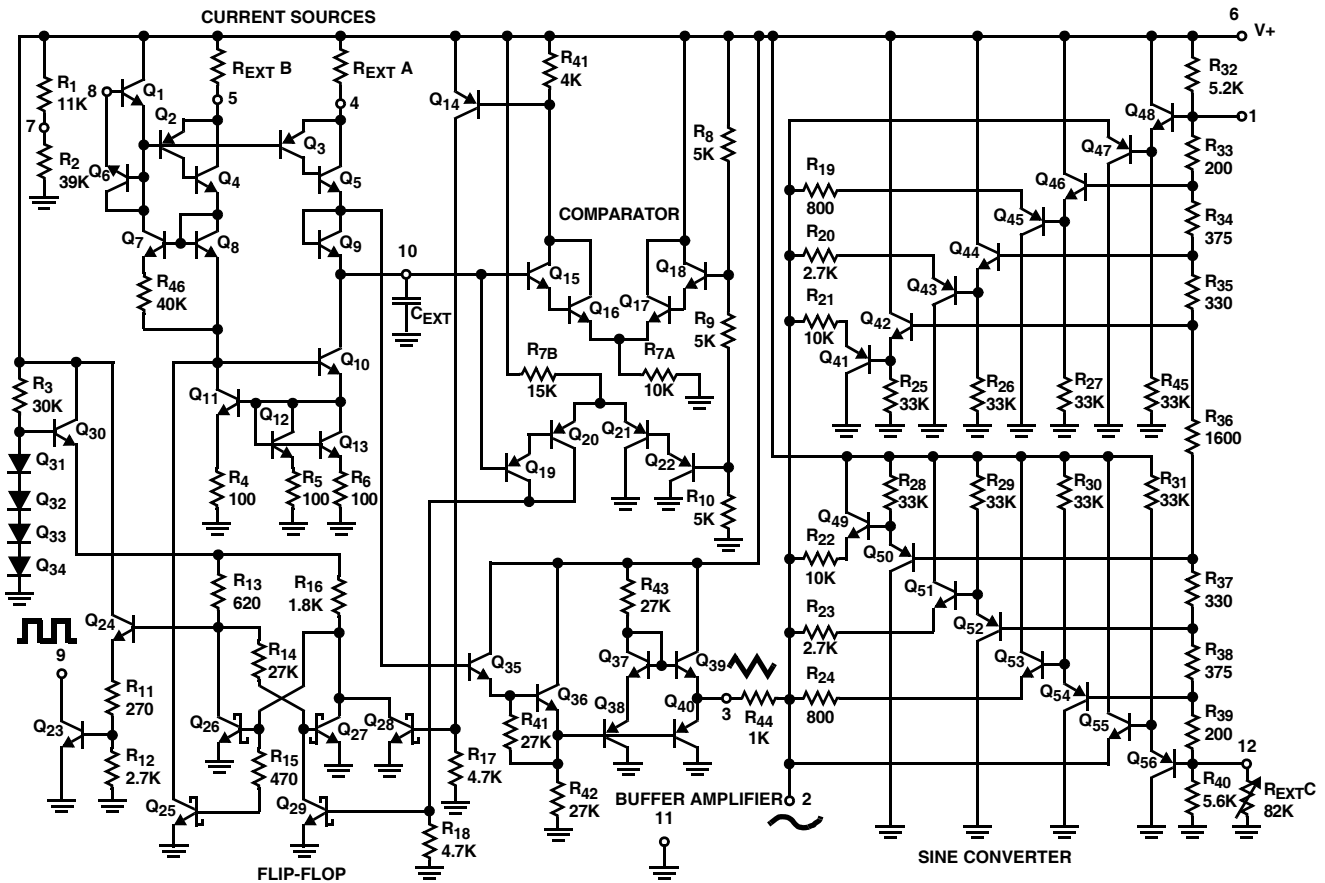 CURRENT SOURCES
6
V+
R1
11K
8
Q1
REXT B
5
REXT A
4
R41
4K
R32
5.2K
1
7
R2
39K
Q2
Q3
Q14
R8
5K
Q48
Q47
R33
200
Q6
Q4
Q5
R19
800
Q46
Q45
R34
375
COMPARATOR
Q7
Q8
Q9
10
Q15
Q18
R20
2.7K
Q44
Q43
R35
330
R46
40K
CEXT
Q16
Q17
R9
5K
R21
10K
Q42
Q41
Q10
R7B
15K
R7A
10K
R3
30K
Q11
Q12
Q13
R25
33K
R26
33K
R27
33K
R45
33K
Q30
Q20
Q21
R36
1600
Q31
Q19
Q22
R4
100
R5
100
R6
100
Q32
R10
5K
R28
33K
R29
33K
R30
33K
R31
33K
Q33
Q49
Q34
R22
10K
Q50
R13
620
R16
1.8K
R43
27K
Q51
R37
330
Q24
R23
2.7K
Q52
9
R14
27K
Q35
Q37
Q39
Q53
R38
375
R11
270
Q36
Q38
Q40
3
R44
1K
R24
800
Q54
Q23
Q26
Q27
Q28
R41
27K
Q55
R39
200
R12
2.7K
R15
470
R17
4.7K
Q56
12
R42
27K
BUFFER AMPLIFIER
2
R40
5.6K
REXTC
82K
Q25
Q29
R18
4.7K
11
FLIP-FLOP
SINE CONVERTER